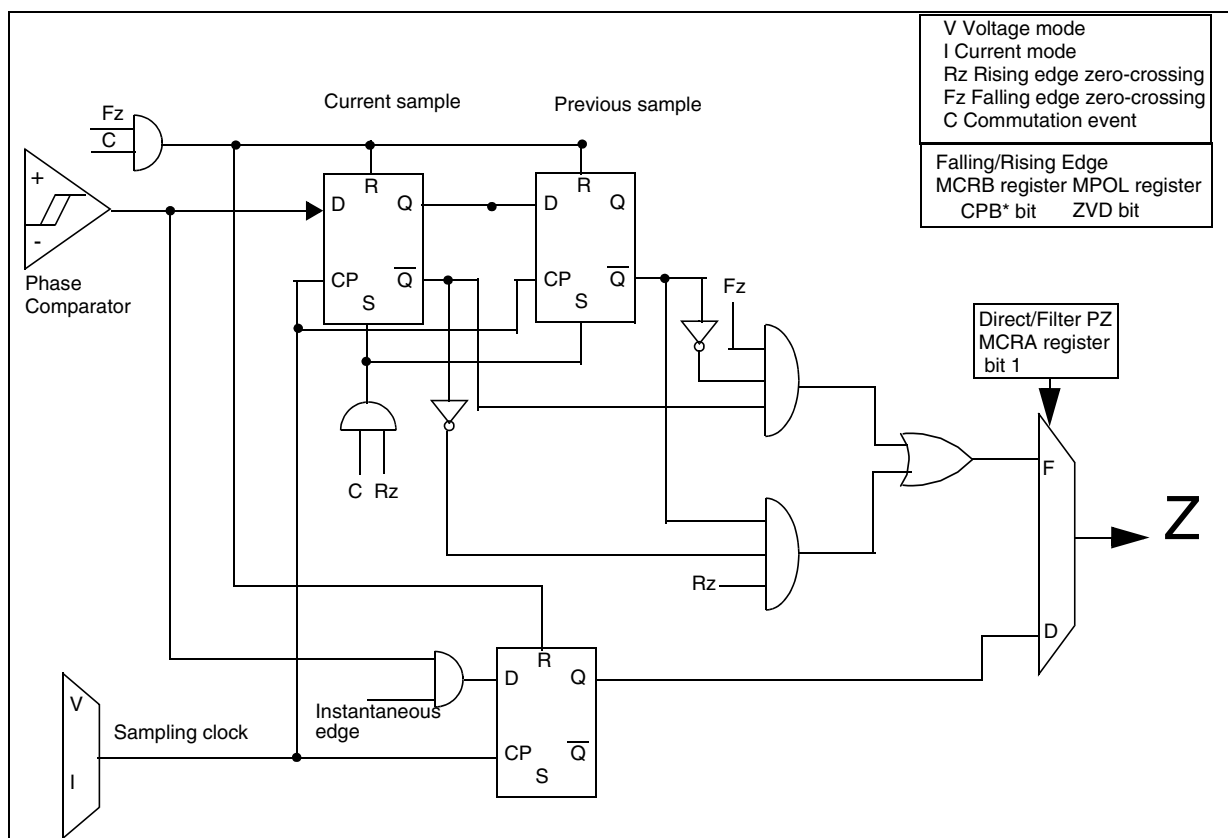 V Voltage mode
I Current mode
Rz Rising edge zero-crossing
Fz Falling edge zero-crossing
C Commutation event
Falling/Rising Edge
MCRB register MPOL register
CPB* bit ZVD bit
Current sample
Previous sample
Fz
C
+
-
Phase
Comparator
R
D Q
CP Q
S
R
D Q
CP Q
S
Fz
C Rz
Rz
Direct/Filter PZ
MCRA register
bit 1
F
D
Z
V
I
Sampling clock
Instantaneous
edge
R
D Q
CP Q
S